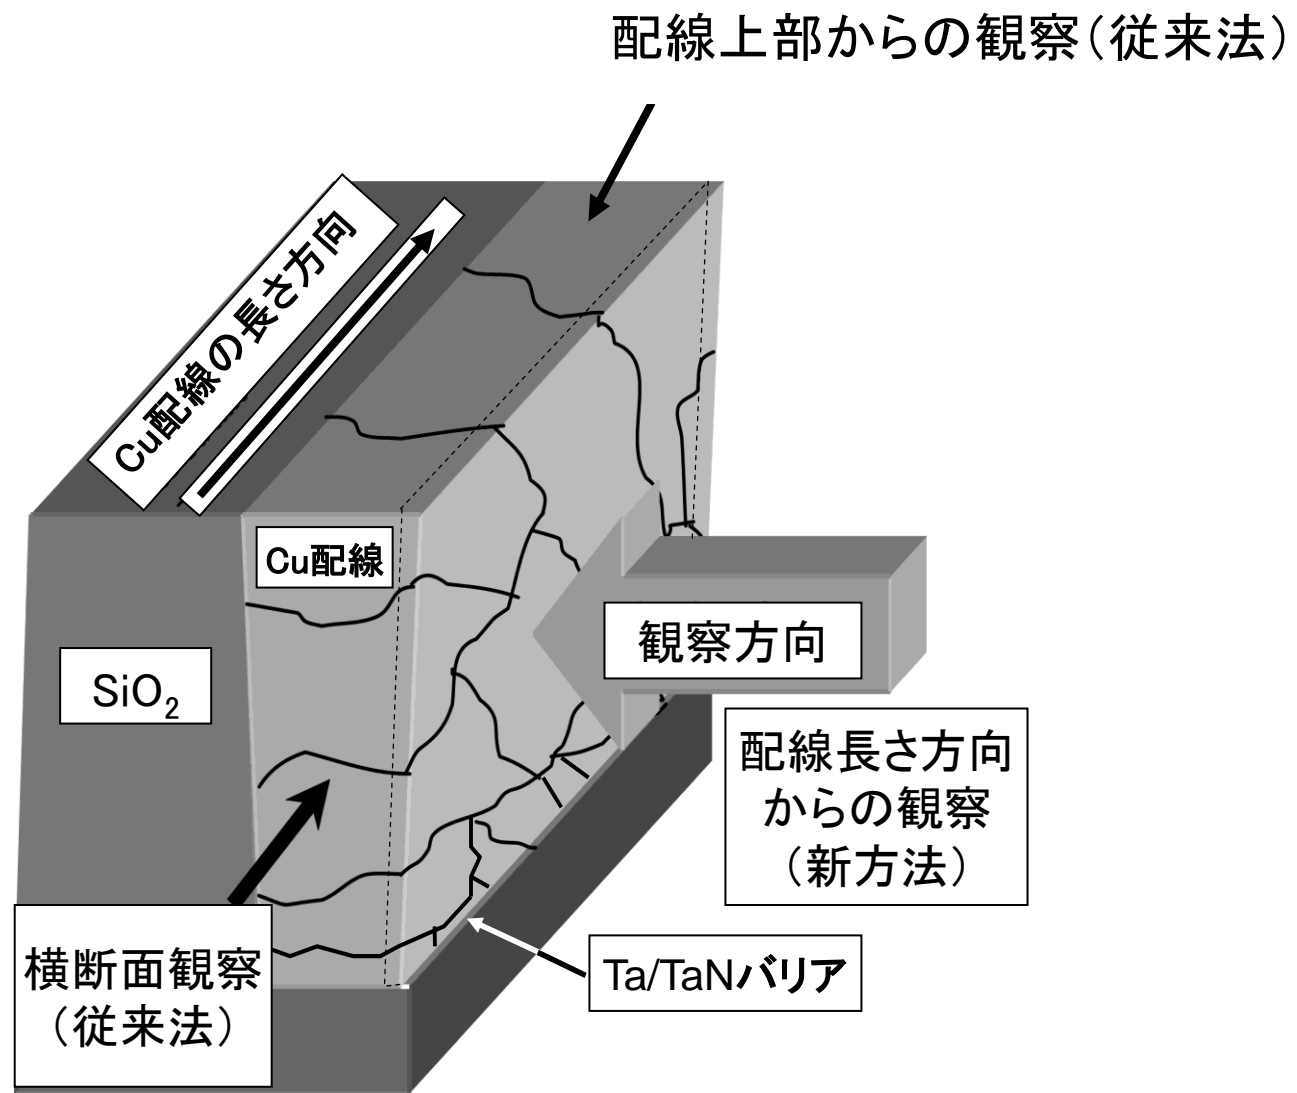 配線上部からの観察（従来法）
Cu配線の長さ方向
Cu配線
SiO₂
観察方向
配線長さ方向
からの観察
（新方法）
横断面観察
（従来法）
Ta/TaNバリア